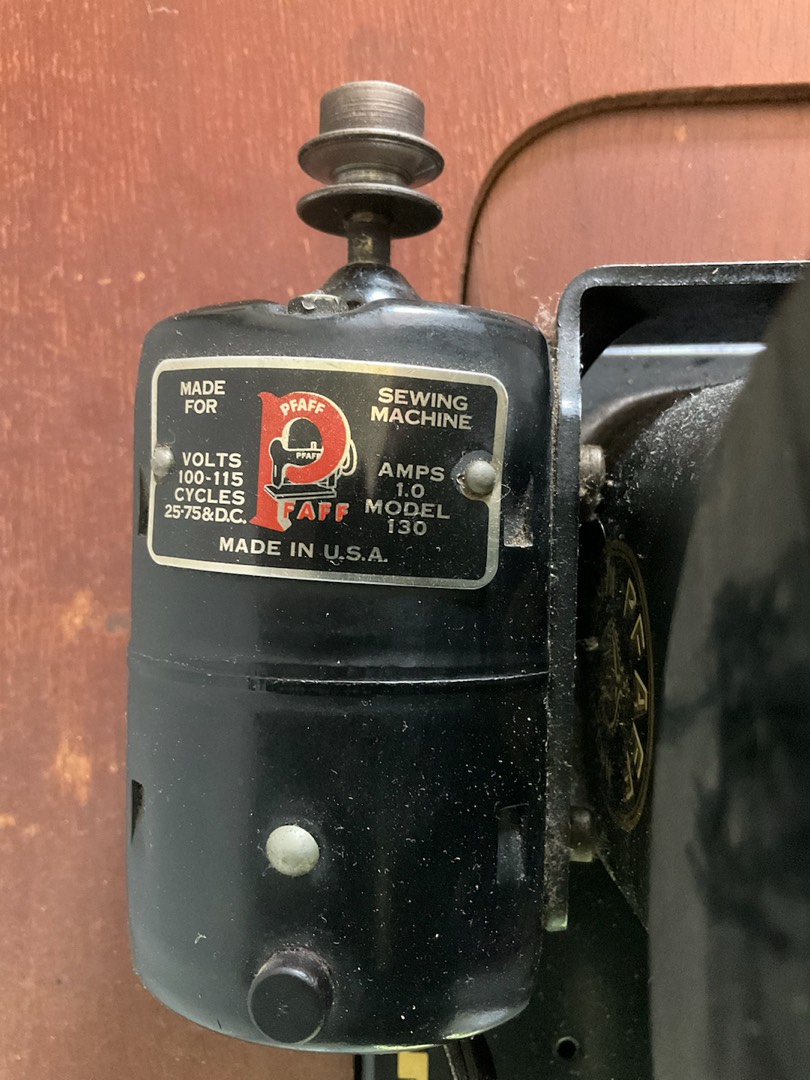 MADE
FOR
PFAFF
PFAFF
PFAFF
SEWING
MACHINE
VOLTS
100-115
CYCLES
25-75&D.C.
AMPS
1.0
MODEL
130
MADE IN U.S.A.
PFAFF